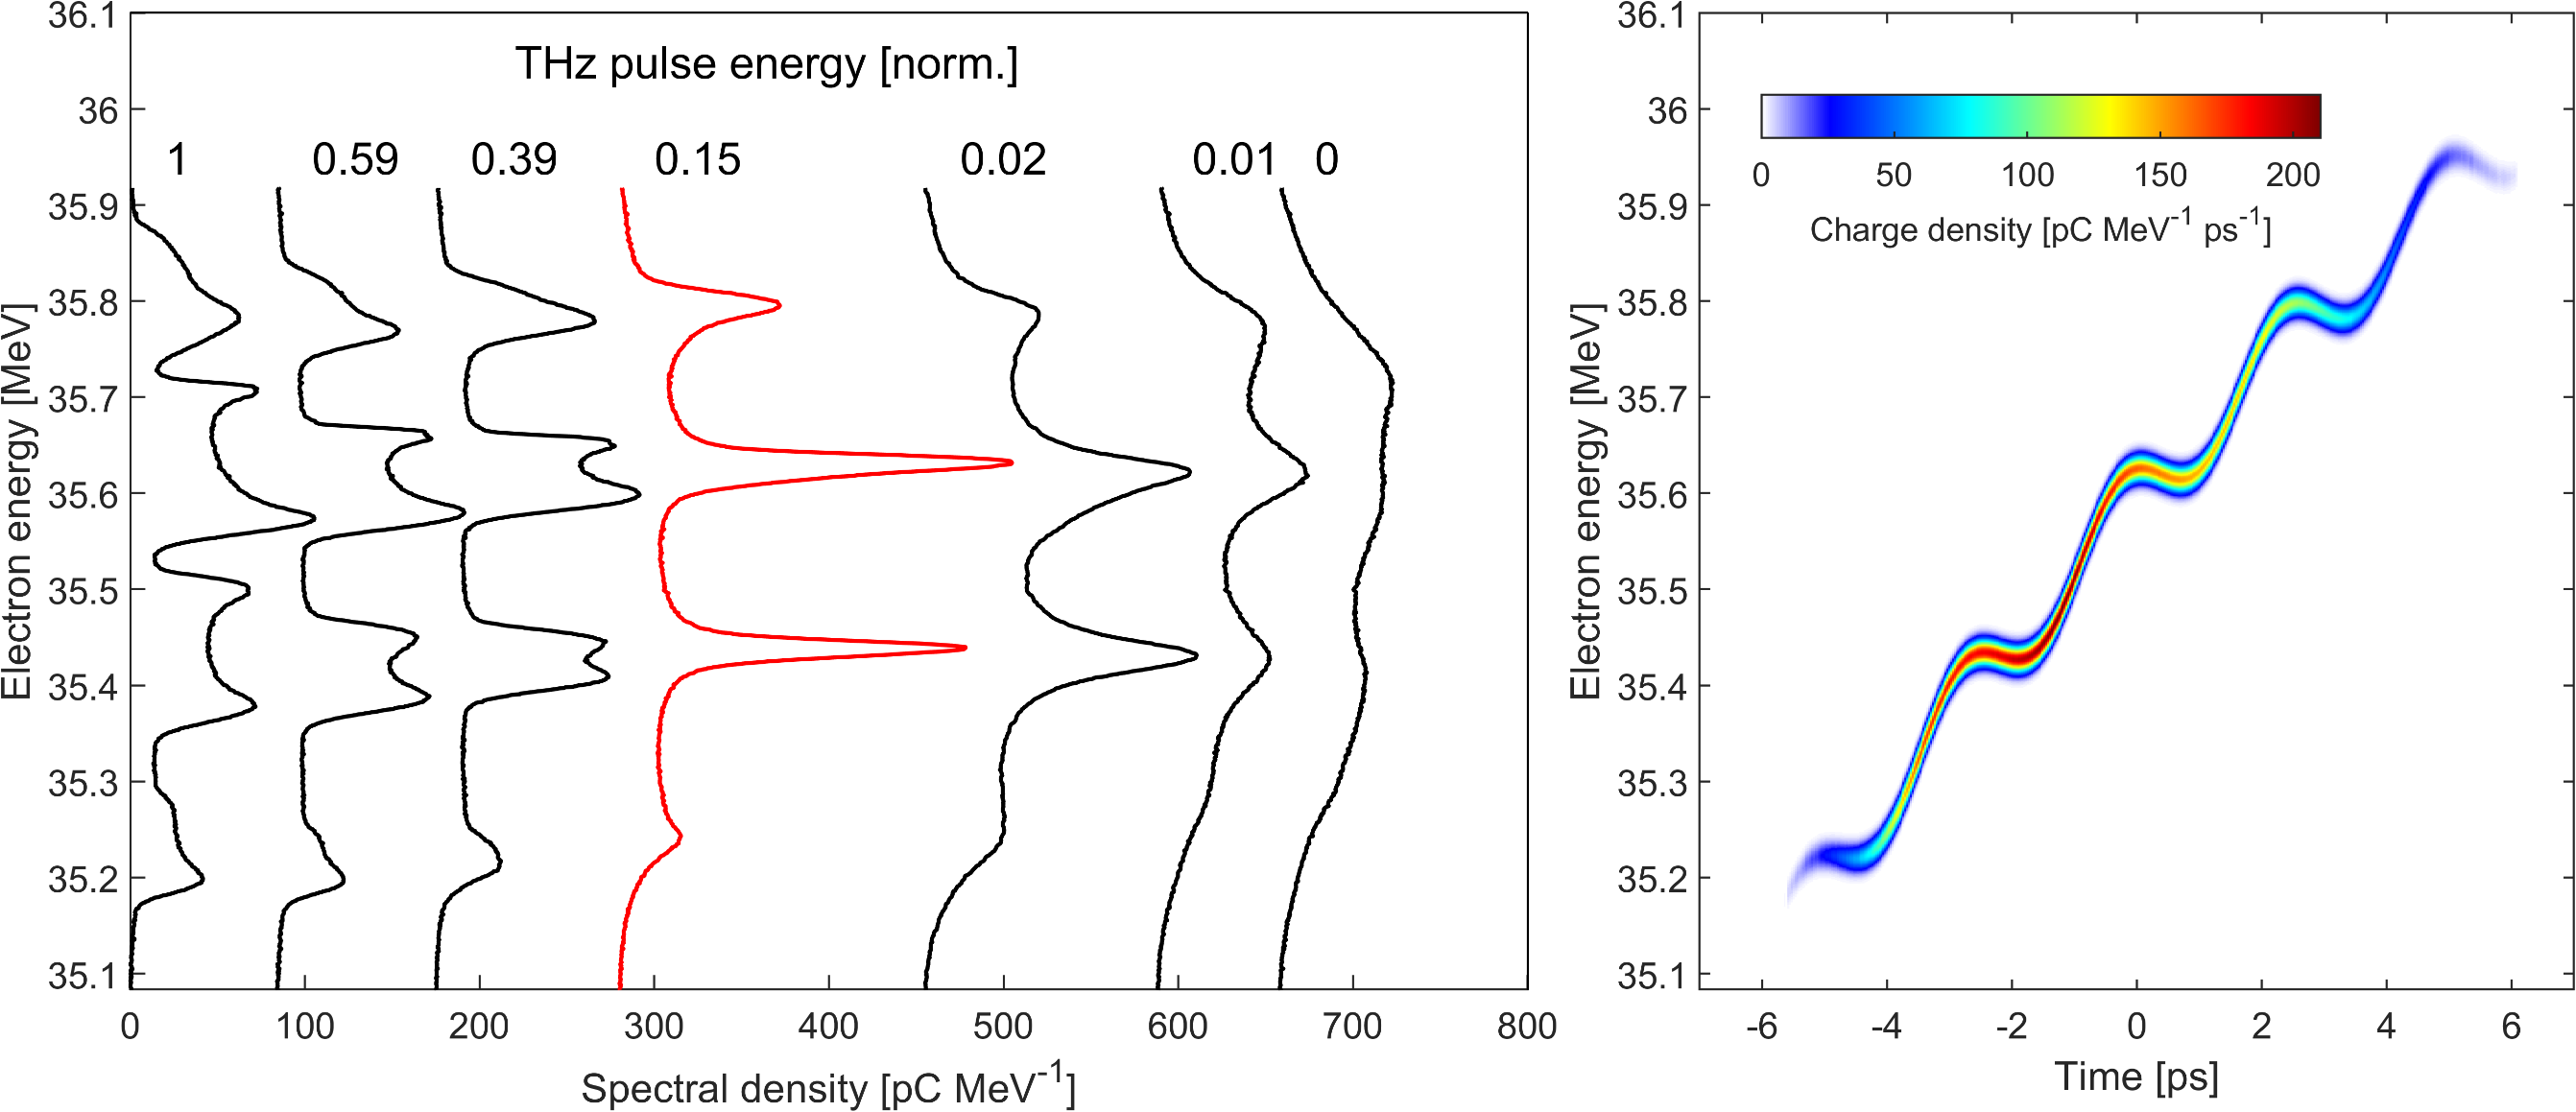 THz pulse energy [norm.]
1 0.59 0.39 0.15 0.02 0.01 0
36.1
36
35.9
35.8
35.7
35.6
35.5
35.4
35.3
35.2
35.1
Electron energy [MeV]
0 100 200 300 400 500 600 700 800
Spectral density [pC MeV⁻¹]
36.1
36
35.9
35.8
35.7
35.6
35.5
35.4
35.3
35.2
35.1
Electron energy [MeV]
0 50 100 150 200
Charge density [pC MeV⁻¹ ps⁻¹]
-6 -4 -2 0 2 4 6
Time [ps]